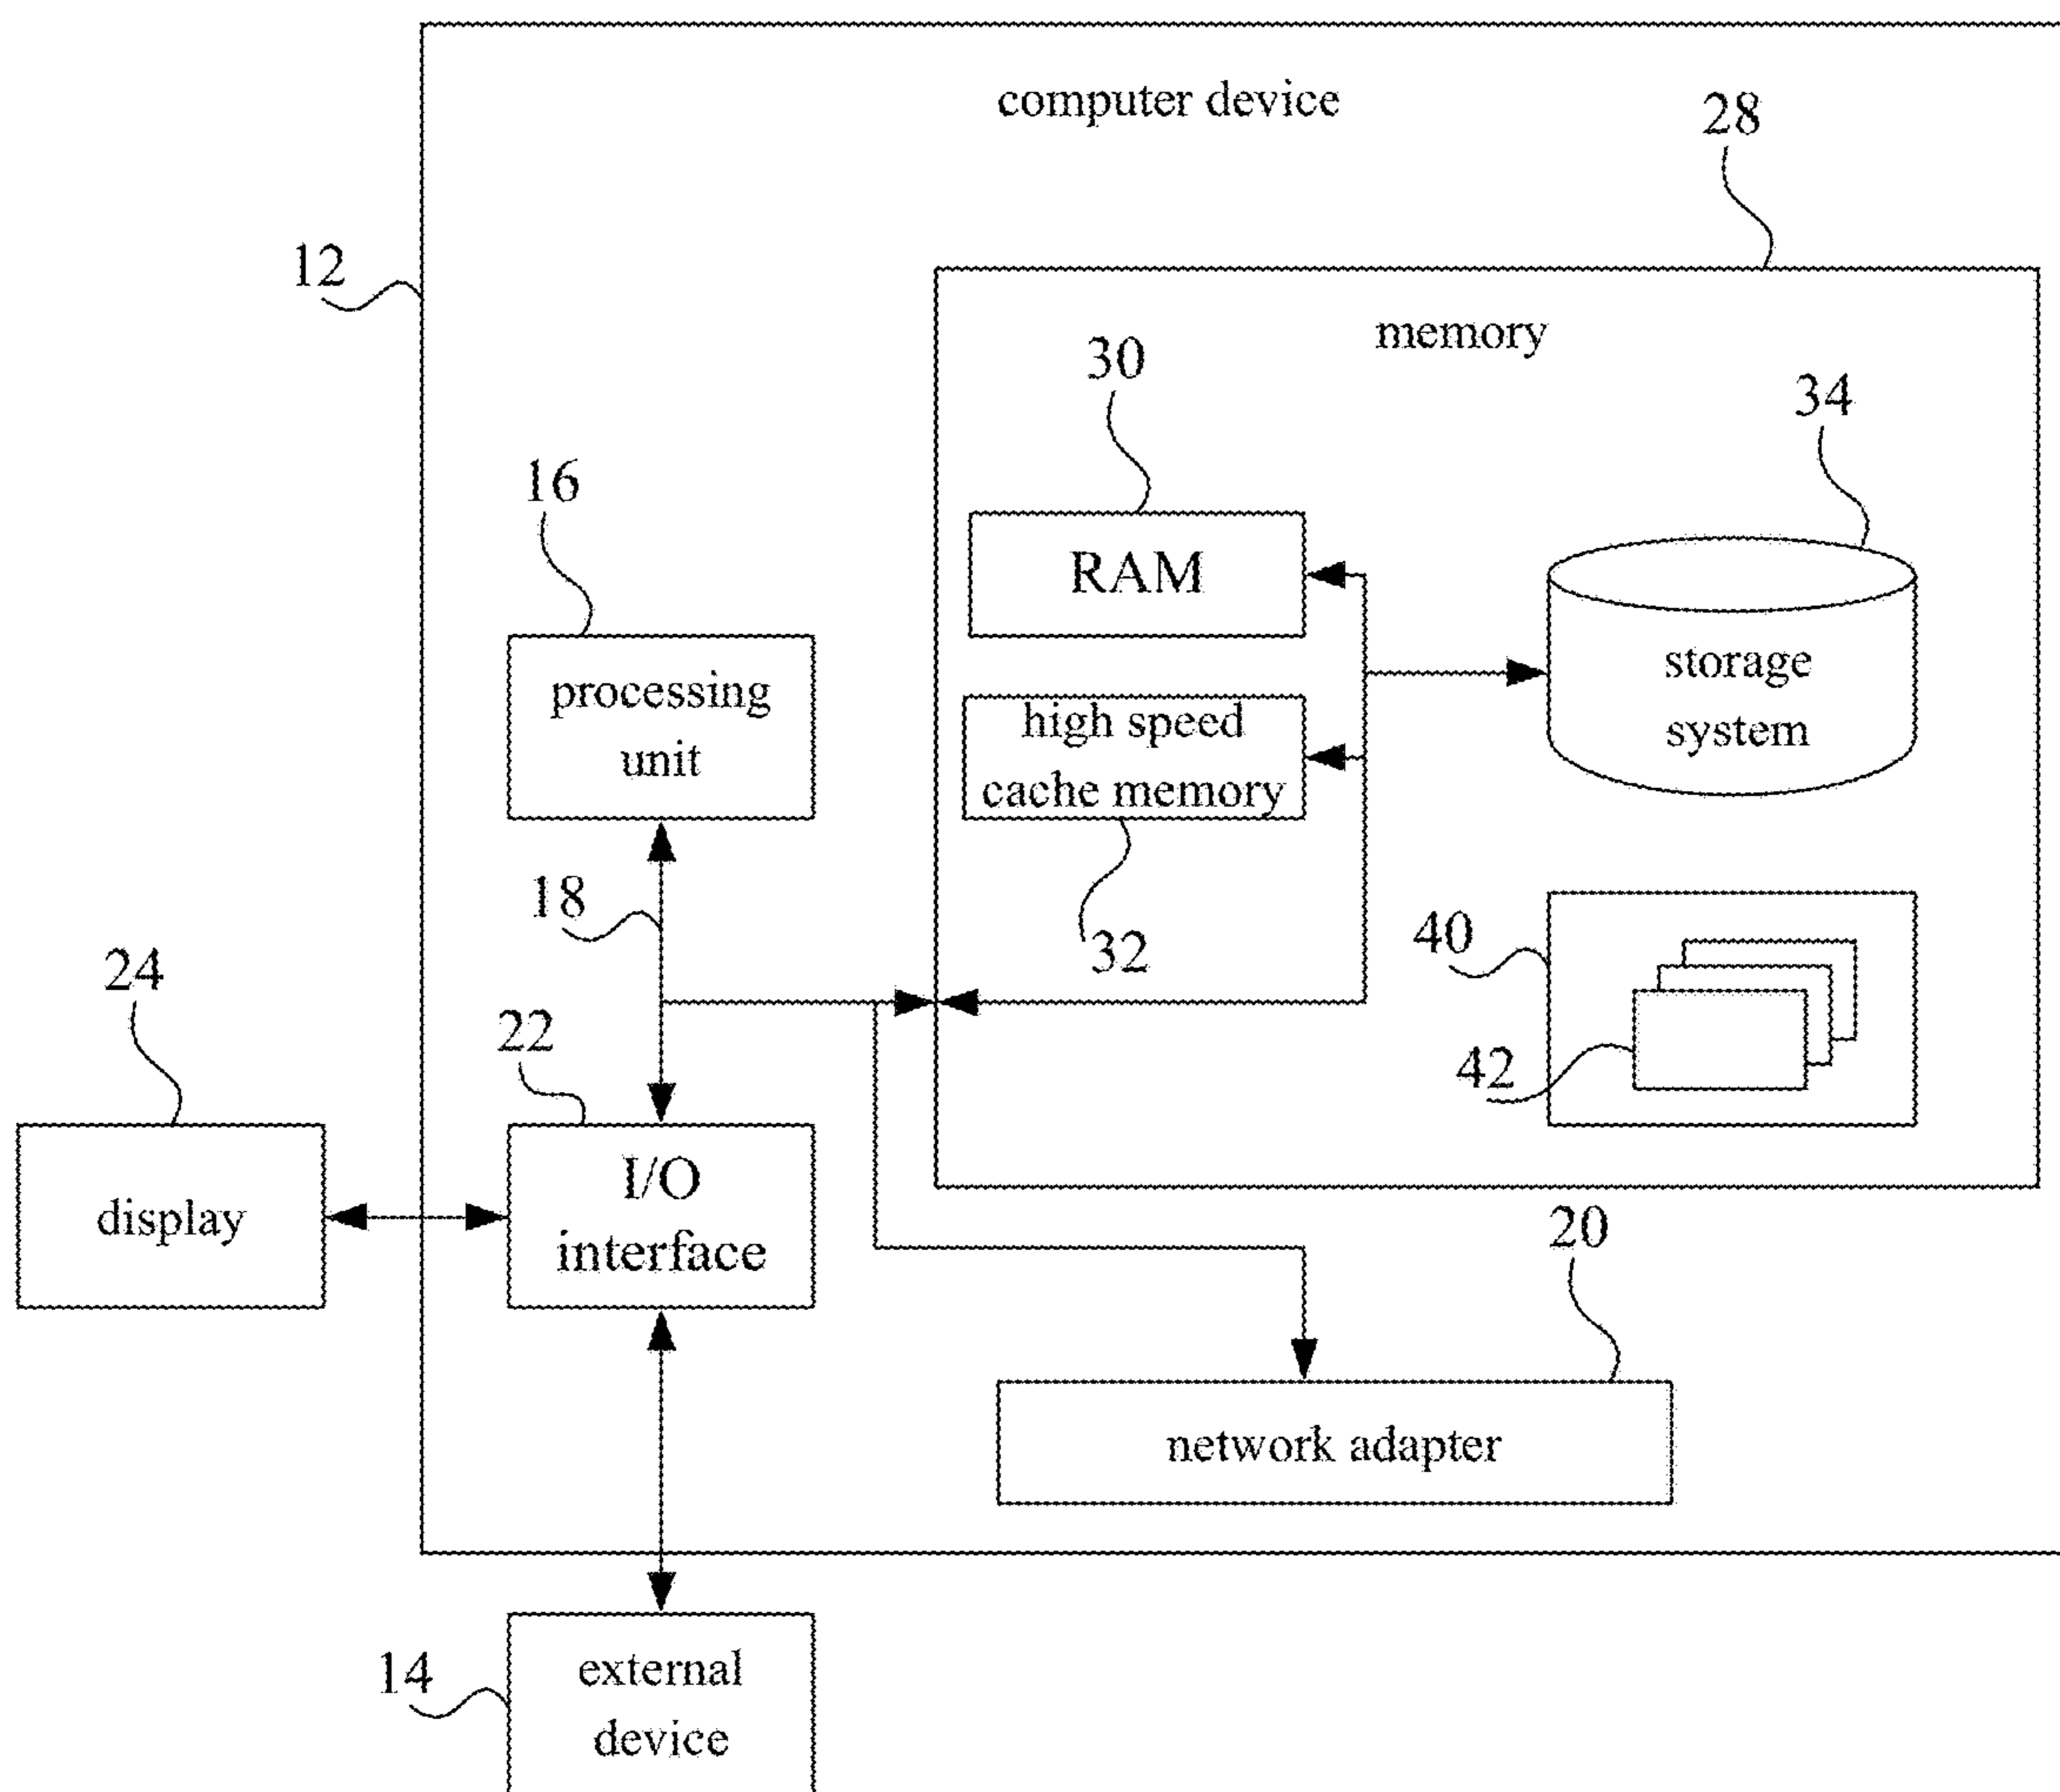 computer device
28
12
memory
30
34
16
RAM
processing
unit
high speed
cache memory
storage
system
18
32
40
24
22
42
display
I/O
interface
20
network adapter
14
external
device